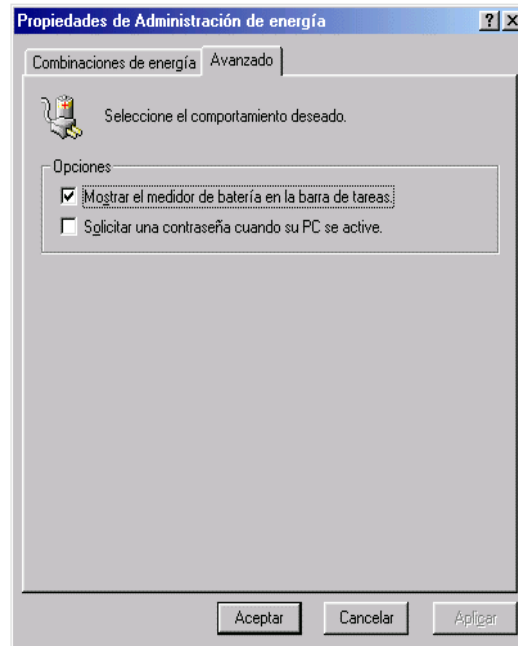 Propiedades de Administración de energía
Combinaciones de energía Avanzado
Seleccione el comportamiento deseado.
Opciones
Mostrar el medidor de batería en la barra de tareas.
Solicitar una contraseña cuando su PC se active.
Aceptar Cancelar Aplicar